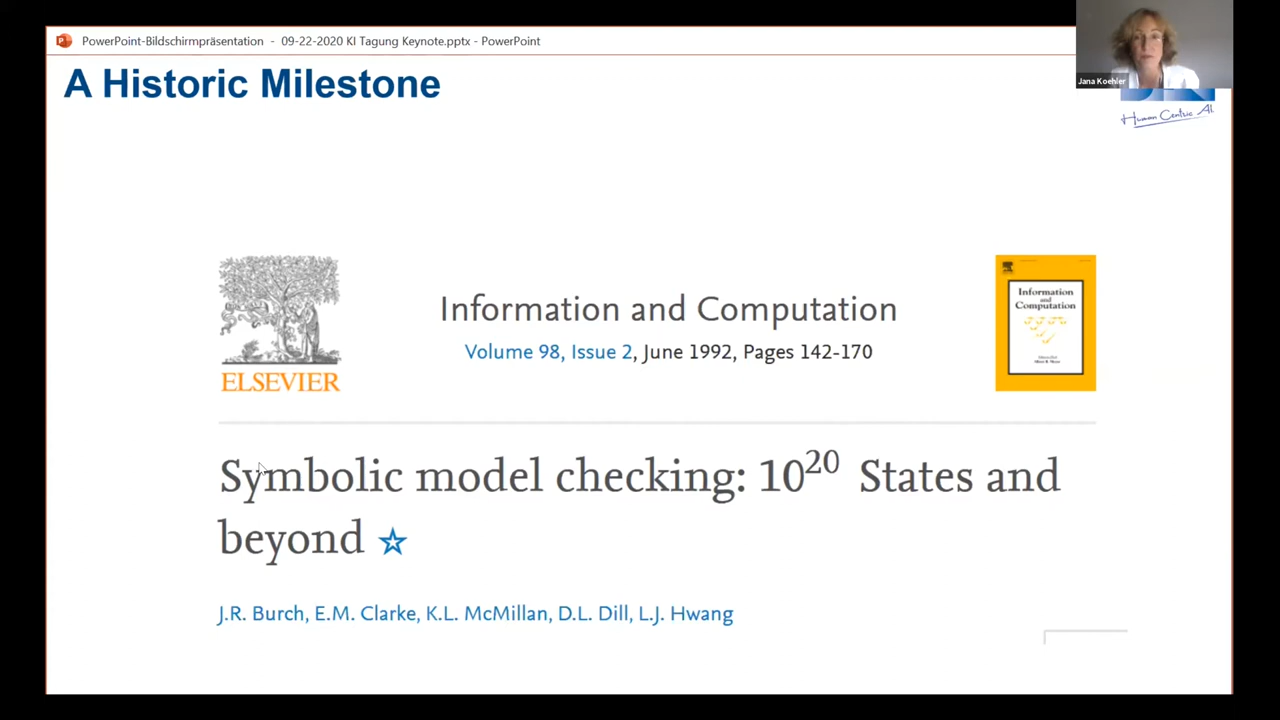 PowerPoint-Bildschirmpräsentation - 09-22-2020 KI Tagung Keynote.pptx - PowerPoint
Jana Koehler
A Historic Milestone
Human Centric AI.
ELSEVIER
Information and Computation
Volume 98, Issue 2, June 1992, Pages 142-170
Information
and
Computation
Symbolic model checking: 10²⁰ States and
beyond ☆
J.R. Burch, E.M. Clarke, K.L. McMillan, D.L. Dill, L.J. Hwang